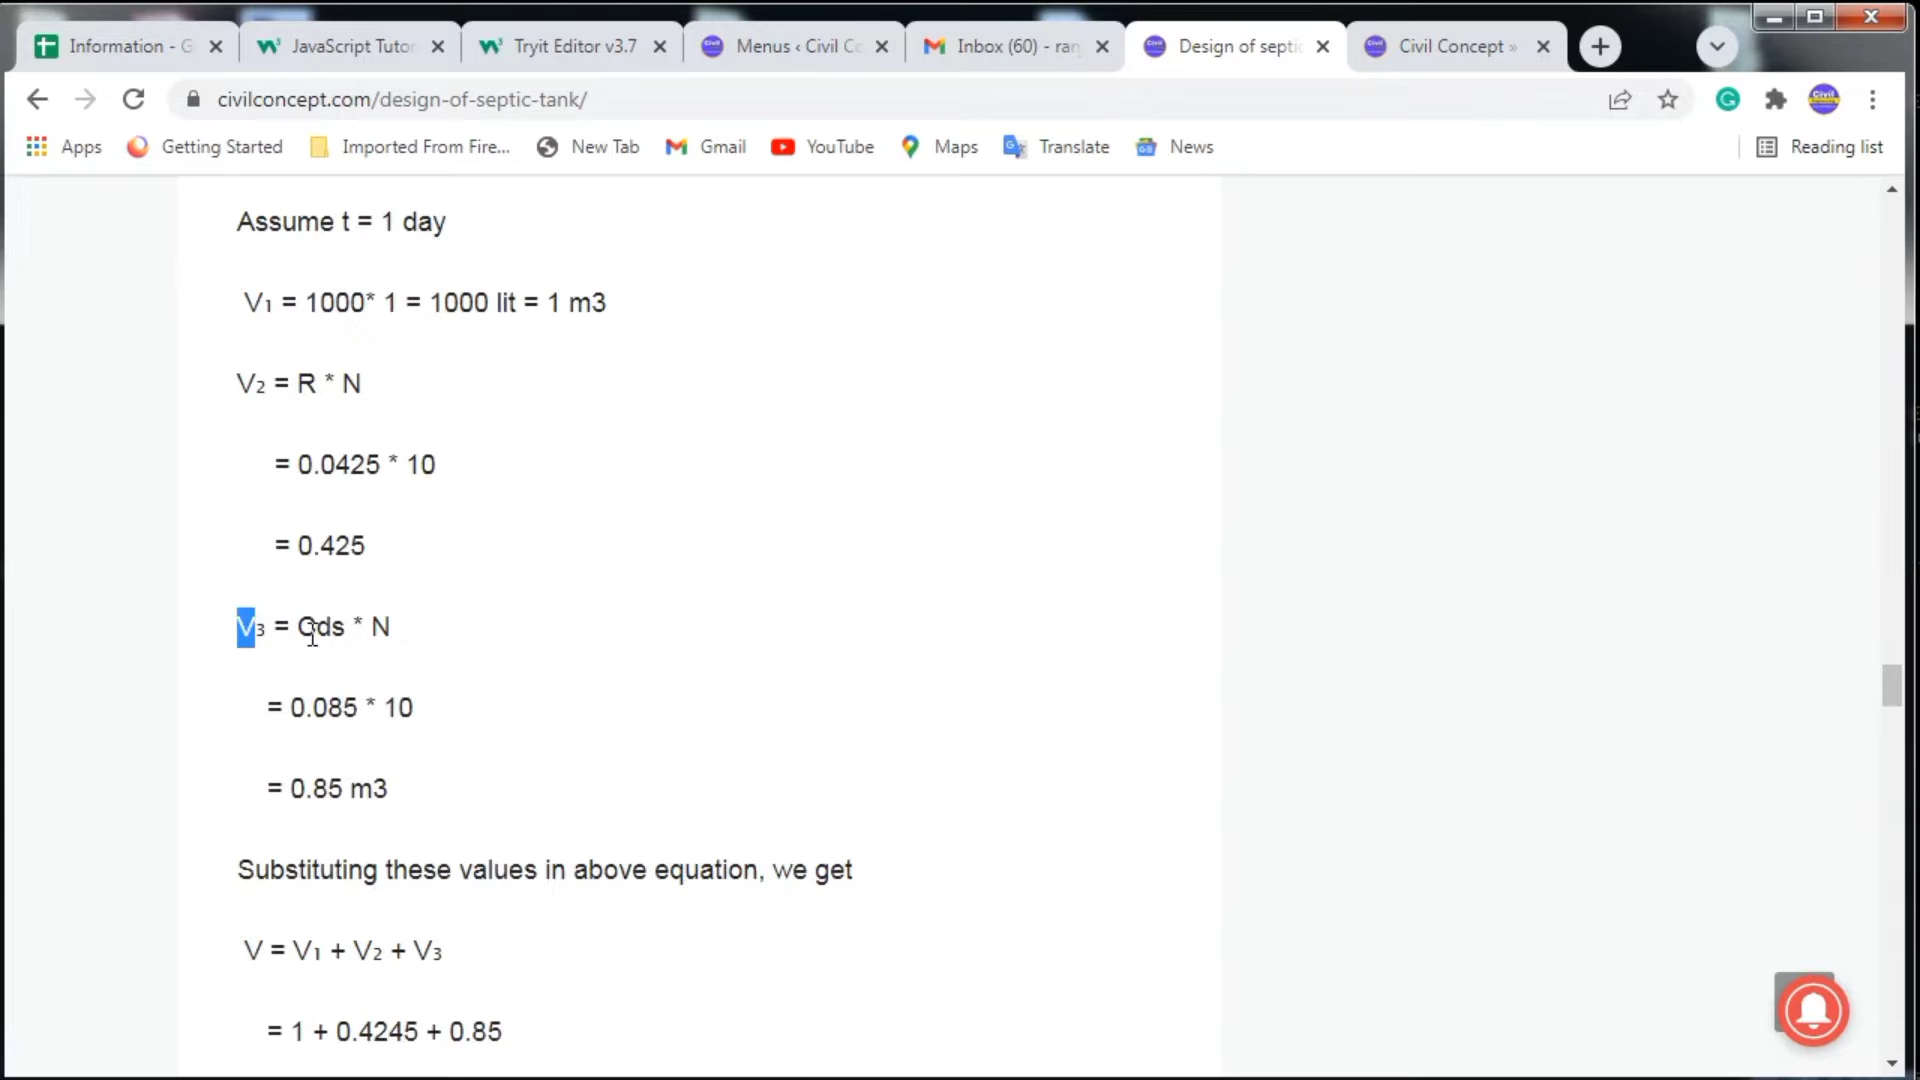 Information - G
JavaScript Tutor
Tryit Editor v3.7
Menus ‹ Civil Co
Inbox (60) - ran
Design of septi
Civil Concept »
civilconcept.com/design-of-septic-tank/
Apps
Getting Started
Imported From Fire...
New Tab
Gmail
YouTube
Maps
Translate
News
Reading list
Assume t = 1 day
V₁ = 1000* 1 = 1000 lit = 1 m3
V₂ = R * N
= 0.0425 * 10
= 0.425
V₃ = Cds * N
= 0.085 * 10
= 0.85 m3
Substituting these values in above equation, we get
V = V₁ + V₂ + V₃
= 1 + 0.4245 + 0.85